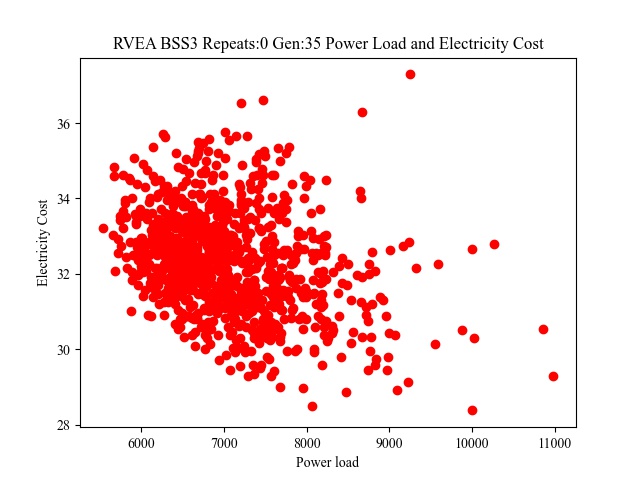 RVEA BSS3 Repeats:0 Gen:35 Power Load and Electricity Cost
Electricity Cost
36
34
32
30
28
6000 7000 8000 9000 10000 11000
Power load